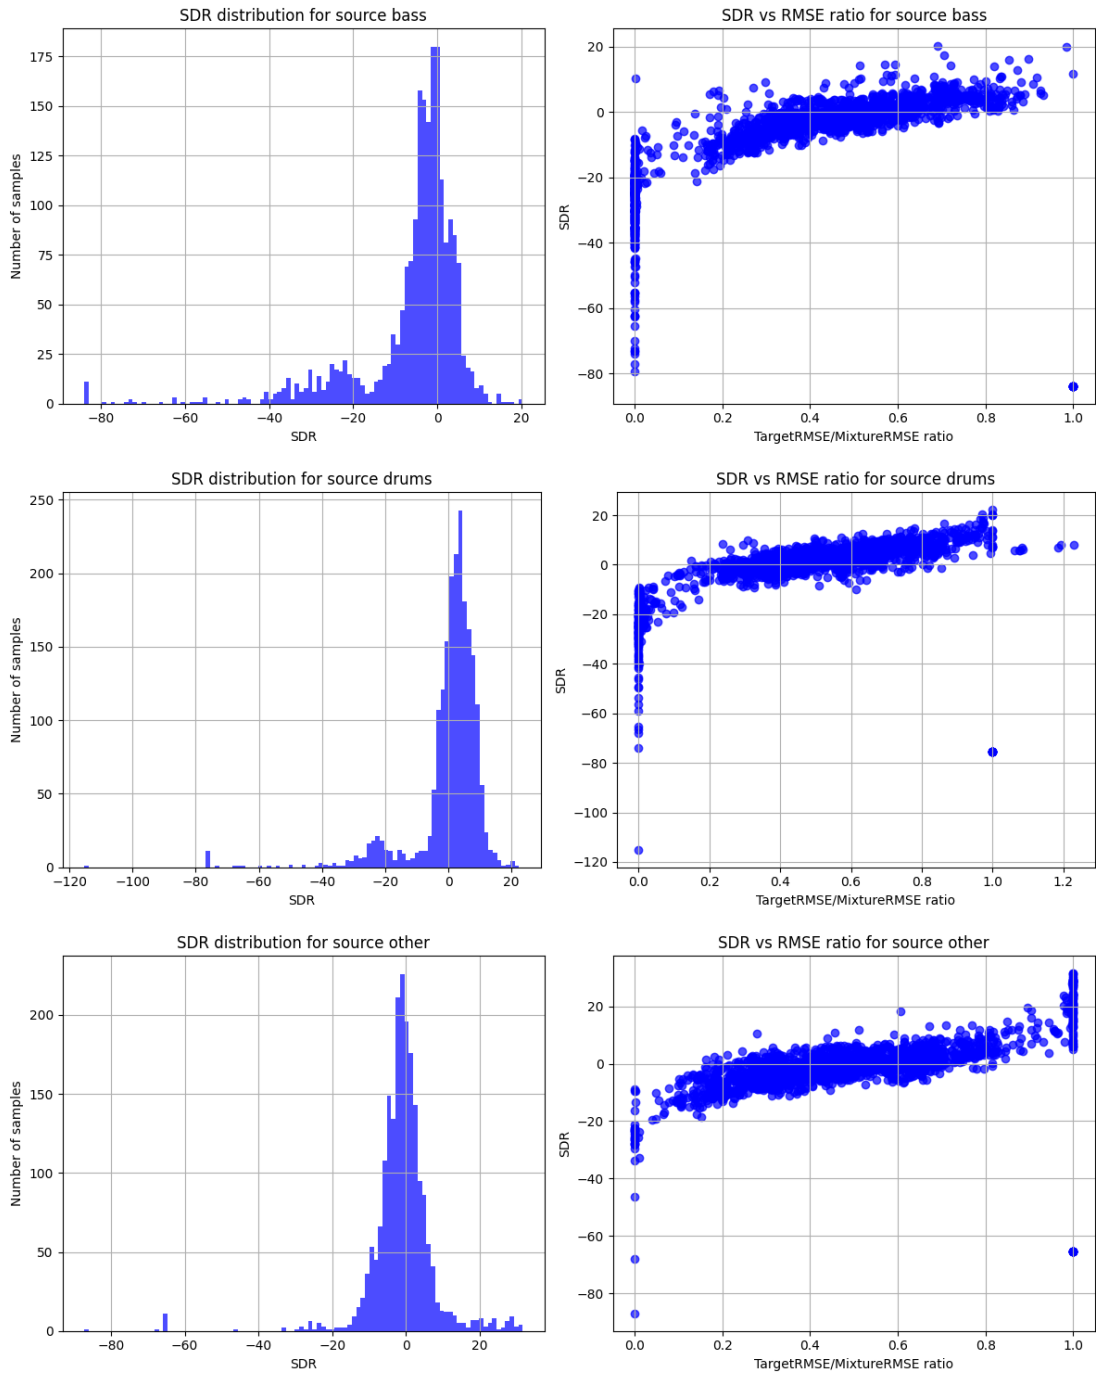 SDR distribution for source bass
175
150
125
100
75
50
25
0
Number of samples
−80 −60 −40 −20 0 20
SDR
SDR vs RMSE ratio for source bass
20
0
−20
−40
−60
−80
SDR
0.0 0.2 0.4 0.6 0.8 1.0
TargetRMSE/MixtureRMSE ratio
SDR distribution for source drums
250
200
150
100
50
0
Number of samples
−120 −100 −80 −60 −40 −20 0 20
SDR
SDR vs RMSE ratio for source drums
20
0
−20
−40
−60
−80
−100
−120
SDR
0.0 0.2 0.4 0.6 0.8 1.0 1.2
TargetRMSE/MixtureRMSE ratio
SDR distribution for source other
200
150
100
50
0
Number of samples
−80 −60 −40 −20 0 20
SDR
SDR vs RMSE ratio for source other
20
0
−20
−40
−60
−80
SDR
0.0 0.2 0.4 0.6 0.8 1.0
TargetRMSE/MixtureRMSE ratio